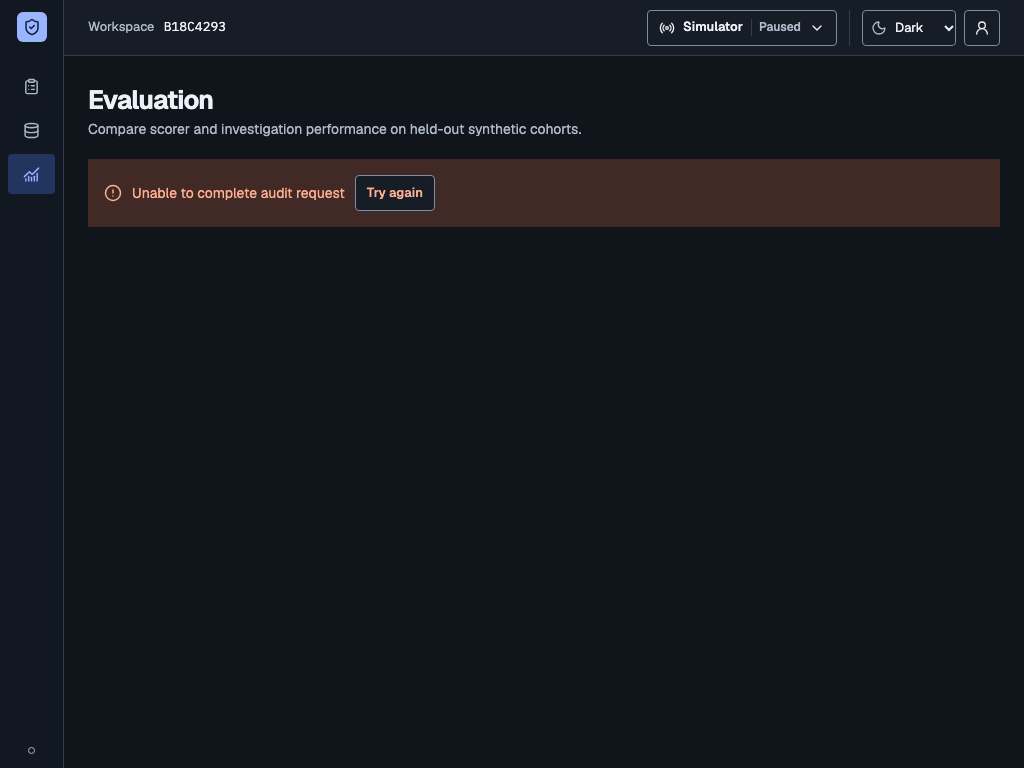 Workspace B18C4293
Simulator Paused
Dark
Evaluation
Compare scorer and investigation performance on held-out synthetic cohorts.
Unable to complete audit request
Try again